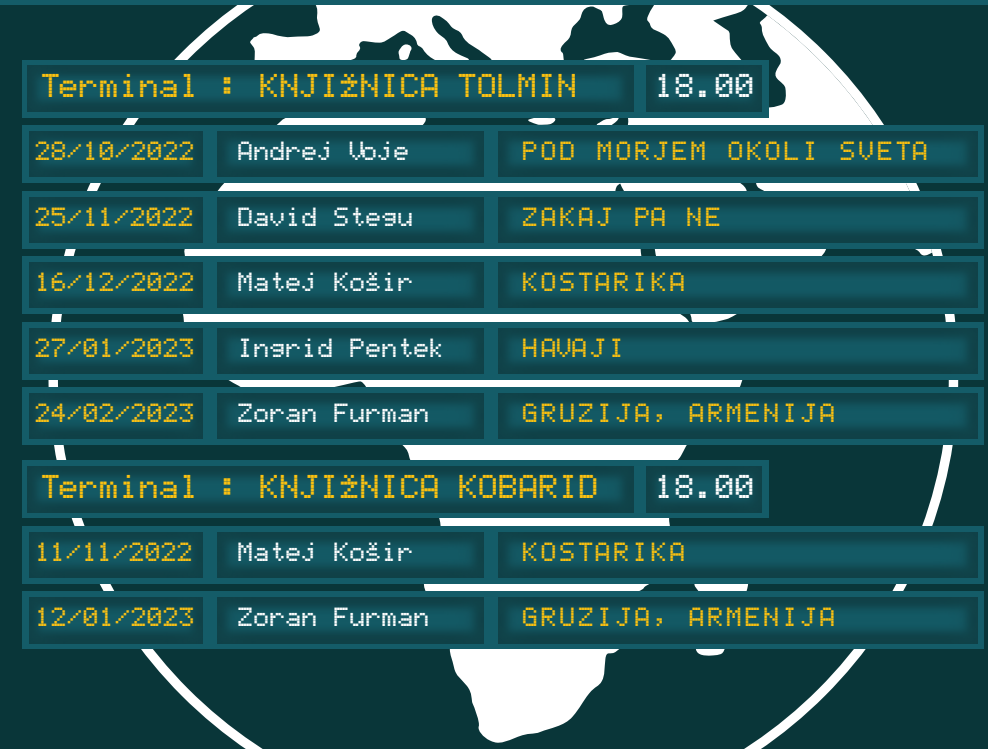 Terminal : KNJIžNICA TOLMIN 18.00
28/10/2022 Andrej Voje POD MORJEM OKOLI SVETA
25/11/2022 David Stegu ZAKAJ PA NE
16/12/2022 Matej Košir KOSTARIKA
27/01/2023 Ingrid Pentek HAVAJI
24/02/2023 Zoran Furman GRUZIJA, ARMENIJA
Terminal : KNJIžNICA KOBARID 18.00
11/11/2022 Matej Košir KOSTARIKA
12/01/2023 Zoran Furman GRUZIJA, ARMENIJA